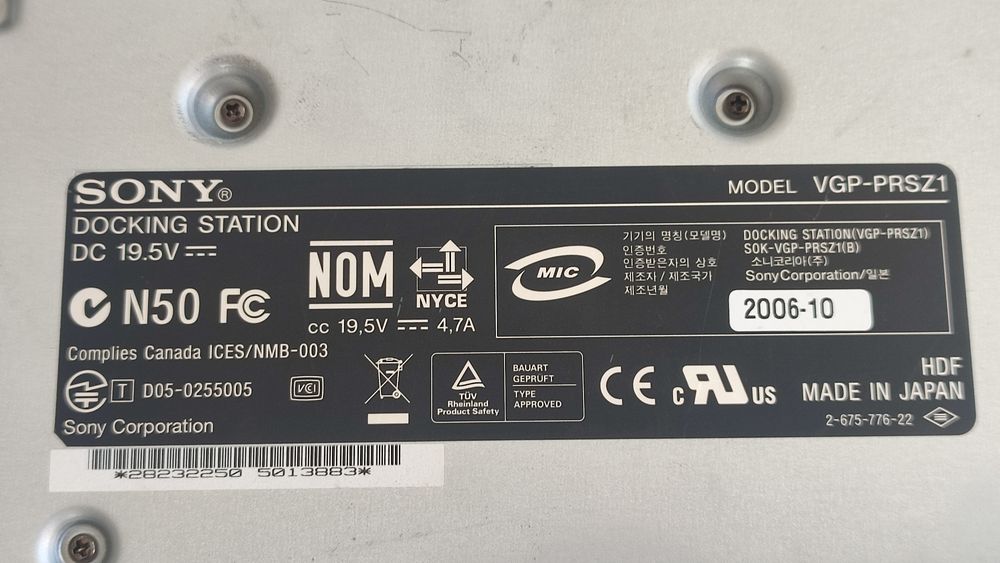 SONY®
MODEL VGP-PRSZ1
DOCKING STATION
DC 19.5V
N50 FC
NOM
NYCE
cc 19,5V 4,7A
MIC
기기의 명칭(모델명) DOCKING STATION(VGP-PRSZ1)
인증번호 SOK-VGP-PRSZ1(B)
인증받은자의 상호 소니코리아(주)
제조자 / 제조국가 SonyCorporation/일본
제조년월 2006-10
Complies Canada ICES/NMB-003
T D05-0255005
VCI
Sony Corporation
TÜV
Rheinland
Product Safety
BAUART
GEPRÜFT
TYPE
APPROVED
CE
c RU US
HDF
MADE IN JAPAN
2-675-776-22
*28232250 5013883*